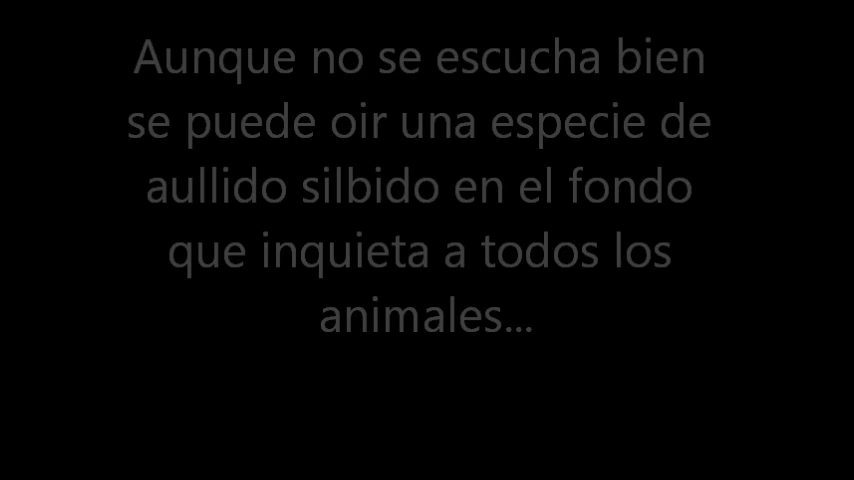 Aunque no se escucha bien
se puede oir una especie de
aullido silbido en el fondo
que inquieta a todos los
animales...